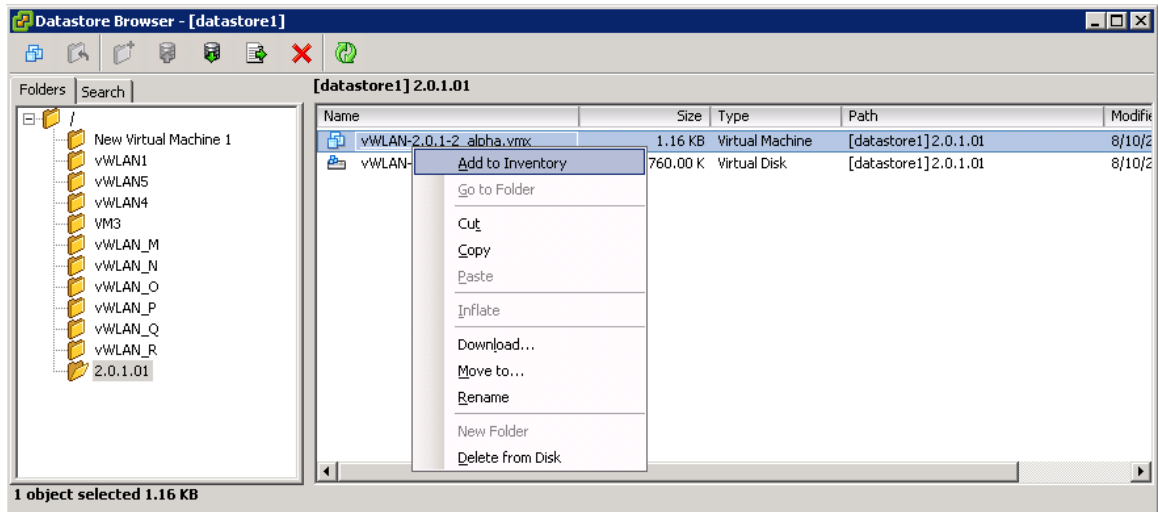 Datastore Browser - [datastore1]
Folders Search
[datastore1] 2.0.1.01
/
New Virtual Machine 1
vWLAN1
vWLAN5
vWLAN4
VM3
vWLAN_M
vWLAN_N
vWLAN_O
vWLAN_P
vWLAN_Q
vWLAN_R
2.0.1.01
Name Size Type Path Modifie
vWLAN-2.0.1-2_alpha.vmx 1.16 KB Virtual Machine [datastore1] 2.0.1.01 8/10/2
vWLAN- 760.00 K Virtual Disk [datastore1] 2.0.1.01 8/10/2
Add to Inventory
Go to Folder
Cut
Copy
Paste
Inflate
Download...
Move to...
Rename
New Folder
Delete from Disk
1 object selected 1.16 KB